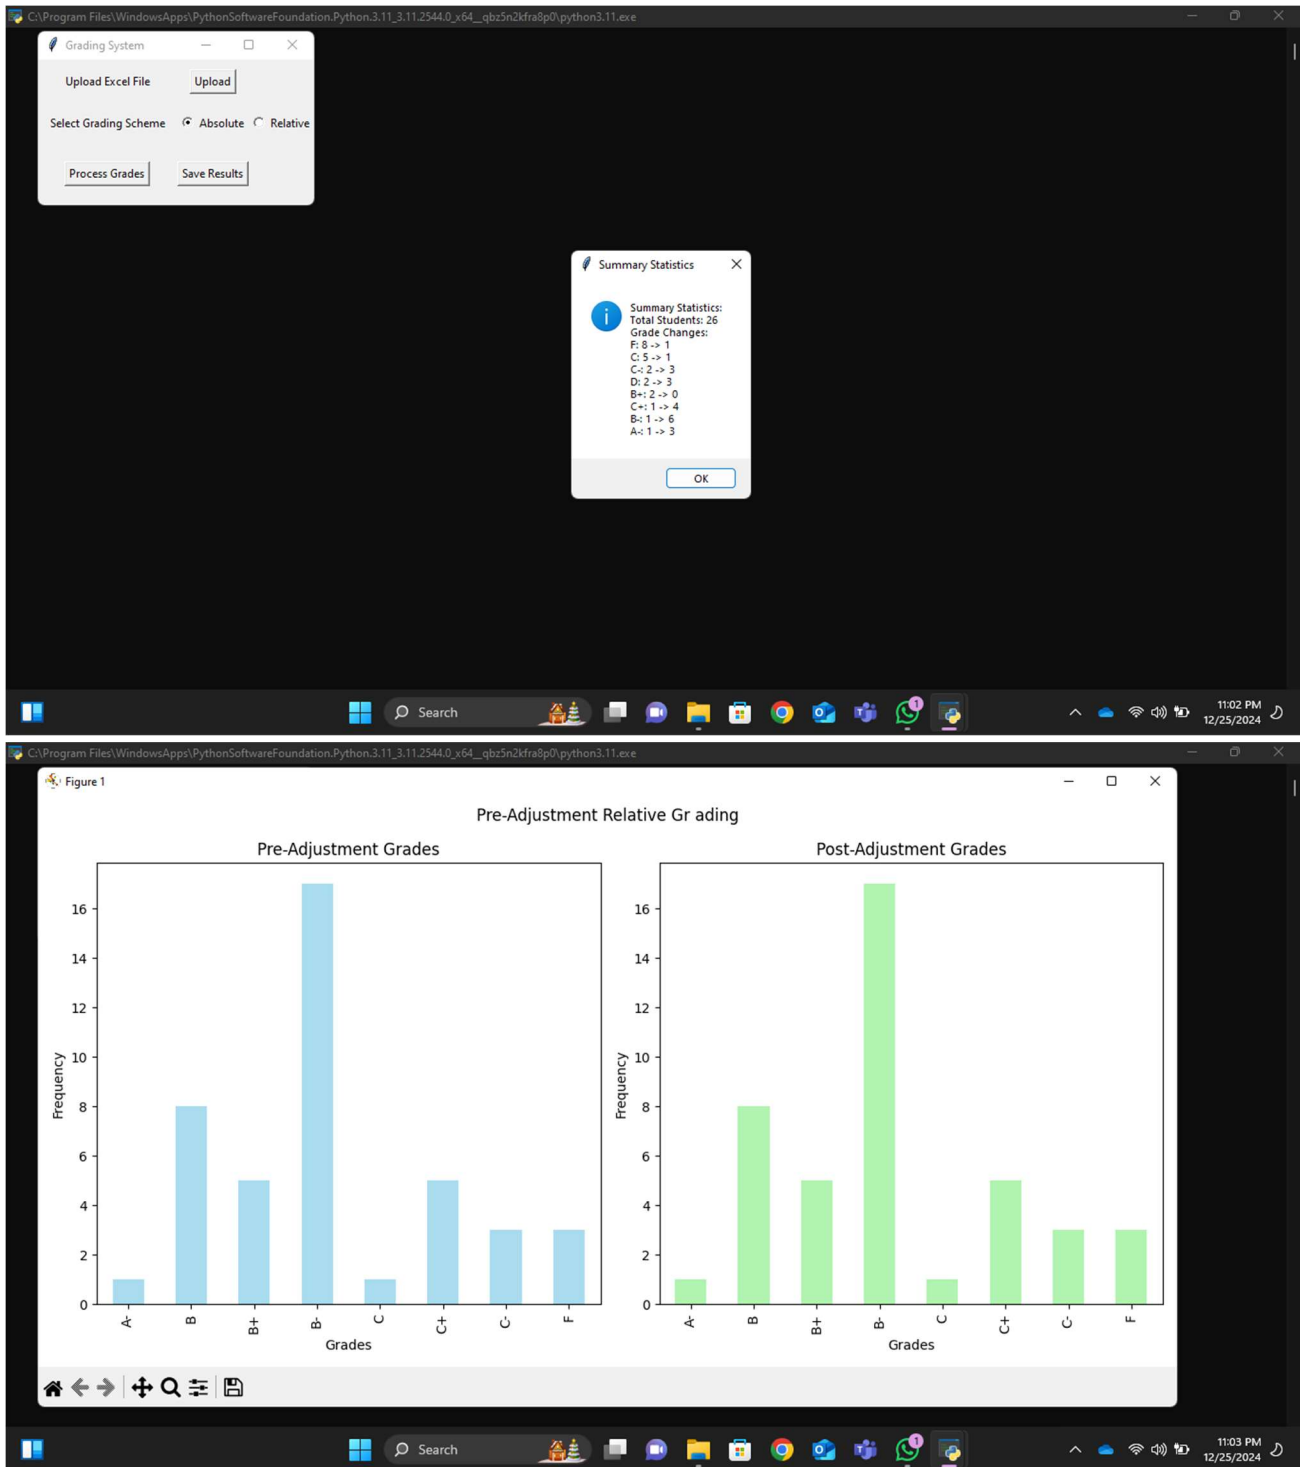 C:\Program Files\WindowsApps\PythonSoftwareFoundation.Python.3.11_3.11.2544.0_x64__qbz5n2kfra8p0\python3.11.exe
Grading System
Upload Excel File Upload
Select Grading Scheme Absolute Relative
Process Grades Save Results
Summary Statistics
Summary Statistics:
Total Students: 26
Grade Changes:
F: 8 -> 1
C: 5 -> 1
C-: 2 -> 3
D: 2 -> 3
B+: 2 -> 0
C+: 1 -> 4
B-: 1 -> 6
A-: 1 -> 3
OK
Search
1
11:02 PM
12/25/2024
C:\Program Files\WindowsApps\PythonSoftwareFoundation.Python.3.11_3.11.2544.0_x64__qbz5n2kfra8p0\python3.11.exe
Figure 1
Pre-Adjustment Relative Gr ading
Pre-Adjustment Grades
16
14
12
10
8
6
4
2
0
Frequency
A-
B
B+
B-
C
C+
C-
F
Grades
Post-Adjustment Grades
16
14
12
10
8
6
4
2
0
Frequency
A-
B
B+
B-
C
C+
C-
F
Grades
Search
1
11:03 PM
12/25/2024